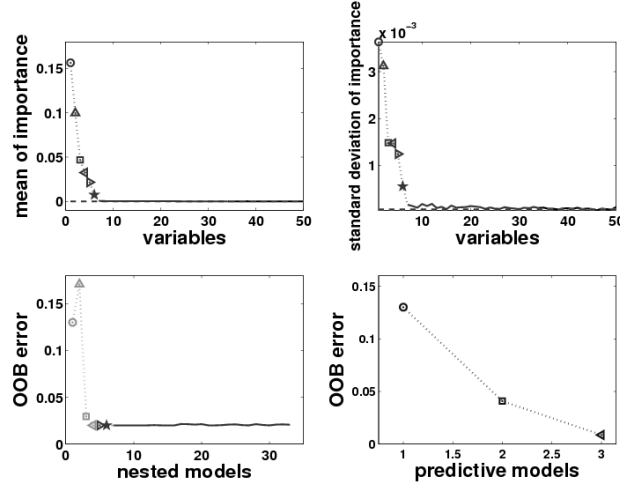 x 10⁻³
0.15
0.1
0.05
0
mean of importance
0 10 20 30 40 50
variables
3
2
1
standard deviation of importance
10 20 30 40 50
variables
0.15
0.1
0.05
0
OOB error
0 10 20 30
nested models
0.15
0.1
0.05
0
OOB error
1 1.5 2 2.5 3
predictive models